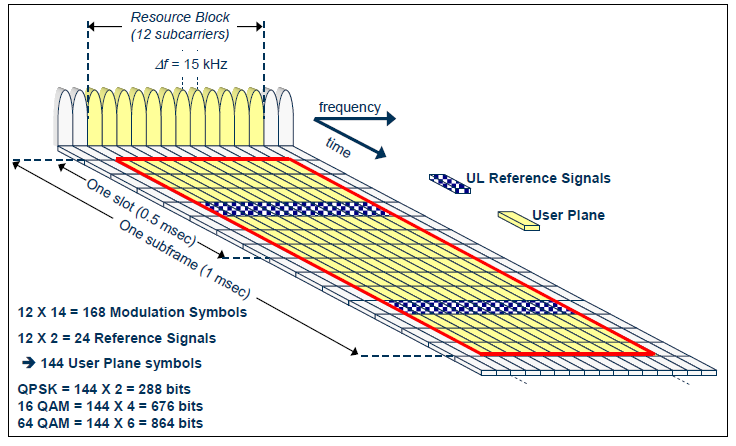 Resource Block
(12 subcarriers)
Δf = 15 kHz
frequency
time
UL Reference Signals
User Plane
One slot (0.5 msec)
One subframe (1 msec)
12 X 14 = 168 Modulation Symbols
12 X 2 = 24 Reference Signals
➔ 144 User Plane symbols
QPSK = 144 X 2 = 288 bits
16 QAM = 144 X 4 = 676 bits
64 QAM = 144 X 6 = 864 bits